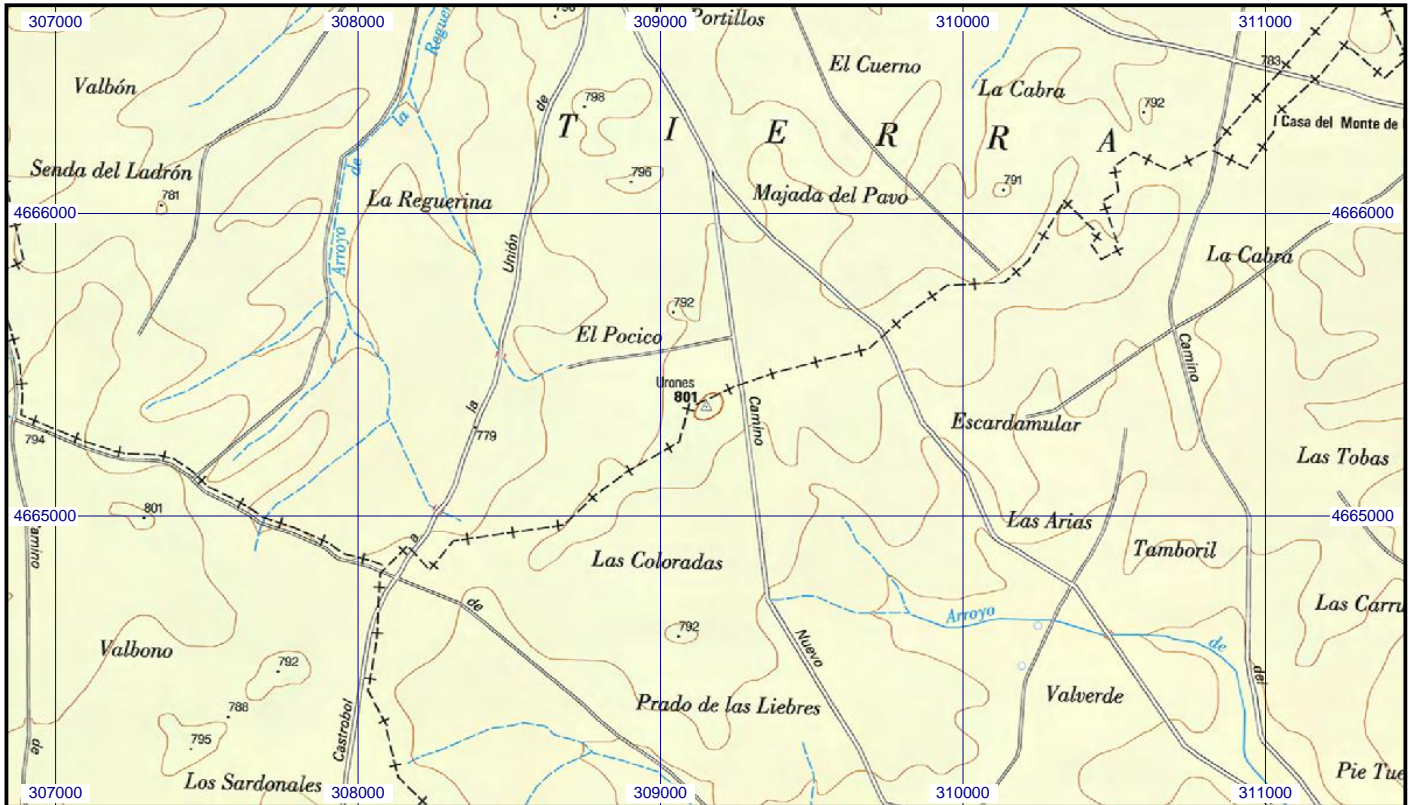 307000
308000
309000
310000
311000
798
Portillos
Valbón
El Cuerno
783
La Cabra
792
798
de
la
T I E R R A
Casa del Monte de
Senda del Ladrón
de
796
791
781
La Reguerina
Majada del Pavo
4666000
4666000
Arroyo
Unión
La Cabra
792
El Pocico
Camino
Urones
801
la
Camino
Escardamular
794
779
Las Tobas
801
4665000
4665000
Las Arias
a
Tamboril
Las Coloradas
de
Arroyo
792
de
Valbono
Nuevo
792
del
Valverde
788
Prado de las Liebres
Castrobol
795
de
Los Sardonales
Pie Tue
307000
308000
309000
310000
311000